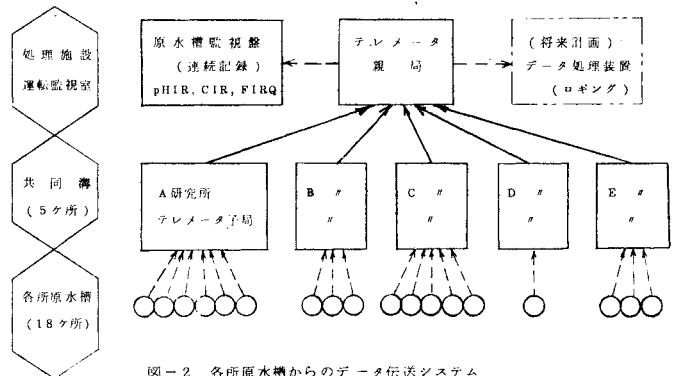 処理施設
運転監視室
原水槽監視盤
(連続記録)
pHIR, CIR, FIRQ
テレメータ
親局
(将来計画)
データ処理装置
(ロギング)
共同溝
(5ヶ所)
A研究所
テレメータ子局
B 〃
〃
C 〃
〃
D 〃
〃
E 〃
〃
各所原水槽
(18ヶ所)
図-2 各所原水槽からのデータ伝送システム